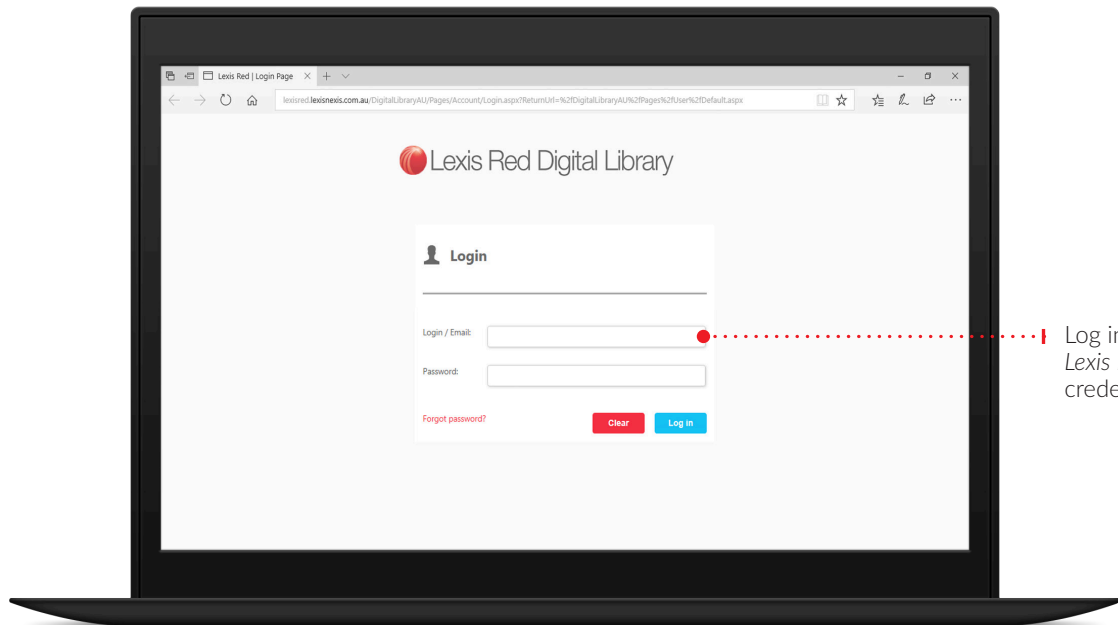 Lexis Red | Login Page
lexisred.lexisnexis.com.au/DigitalLibraryAU/Pages/Account/Login.aspx?ReturnUrl=%2fDigitalLibraryAU%2fPages%2fUser%2fDefault.aspx
Lexis Red Digital Library
Login
Login / Email:
Password:
Forgot password? Clear Log in
Log in
Lexis